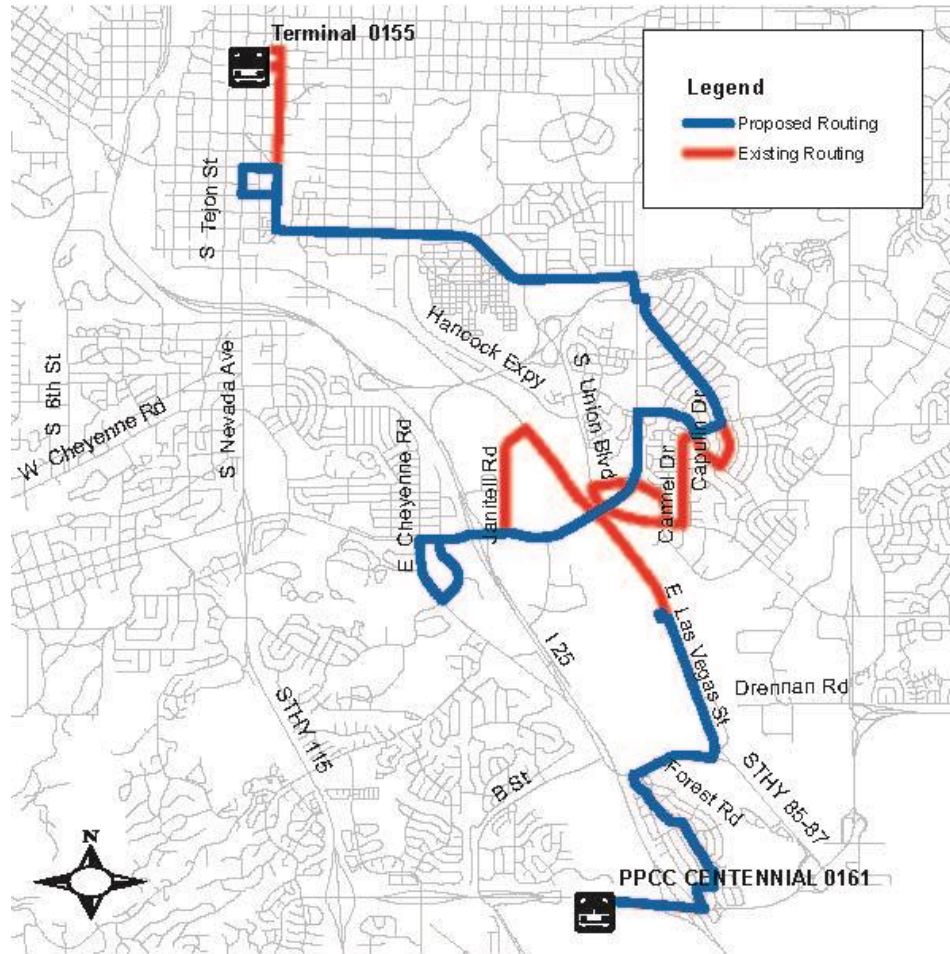 Terminal 0155
Legend
Proposed Routing
Existing Routing
S Tejon St
Hancock Expy
S Union Blvd
S 6th St
W Cheyenne Rd
S Nevada Ave
E Cheyenne Rd
Janitell Rd
Carmel Dr
Capulin Dr
E Las Vegas St
I 25
Drennan Rd
STHY 115
B St
Forest Rd
STHY 85-87
N
PPCC CENTENNIAL 0161